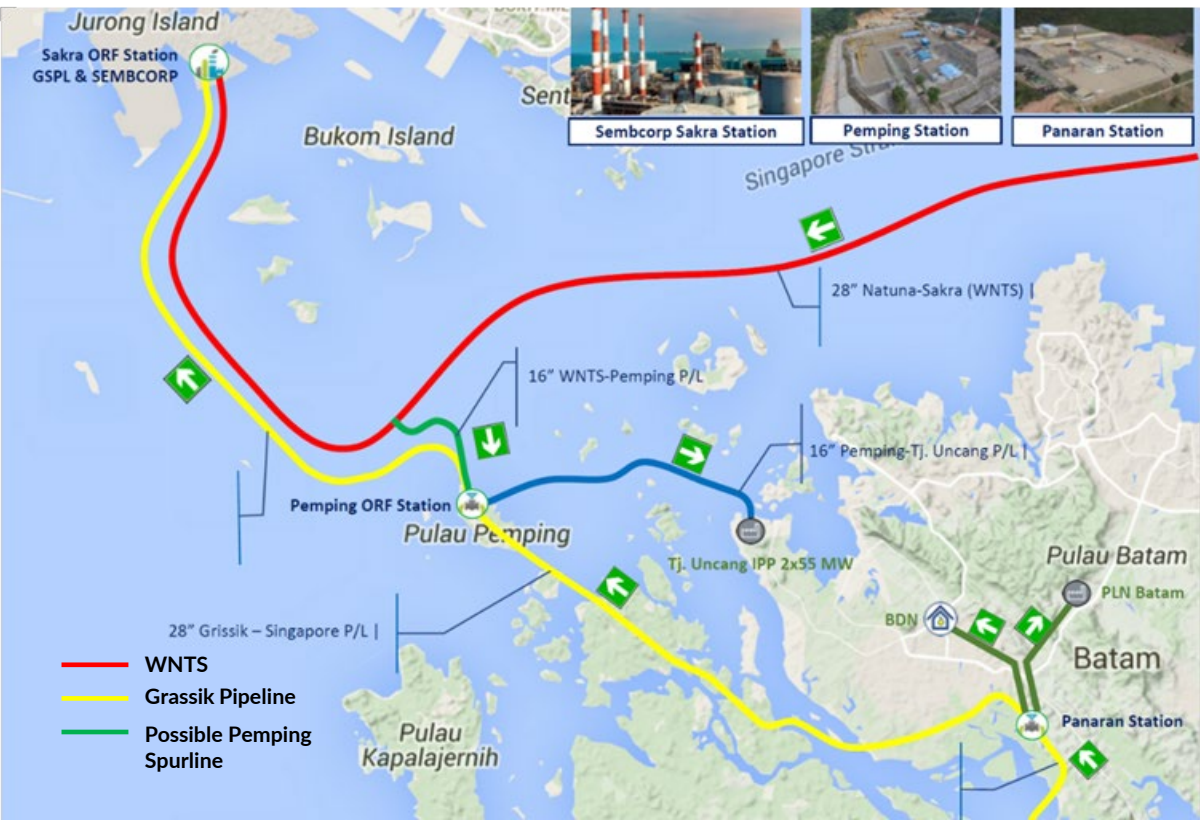 Jurong Island
Sakra ORF Station
GSPL & SEMBCORP
Bukom Island
Sent
Sembcorp Sakra Station
Pemping Station
Panaran Station
Singapore Stra
28” Natuna-Sakra (WNTS) |
16” WNTS-Pemping P/L
16” Pemping-Tj. Uncang P/L |
Pemping ORF Station
Pulau Pemping
Tj. Uncang IPP 2x55 MW
Pulau Batam
PLN Batam
BDN
Batam
28” Grissik – Singapore P/L |
Panaran Station
WNTS
Grassik Pipeline
Possible Pemping
Spurline
Pulau
Kapalajernih